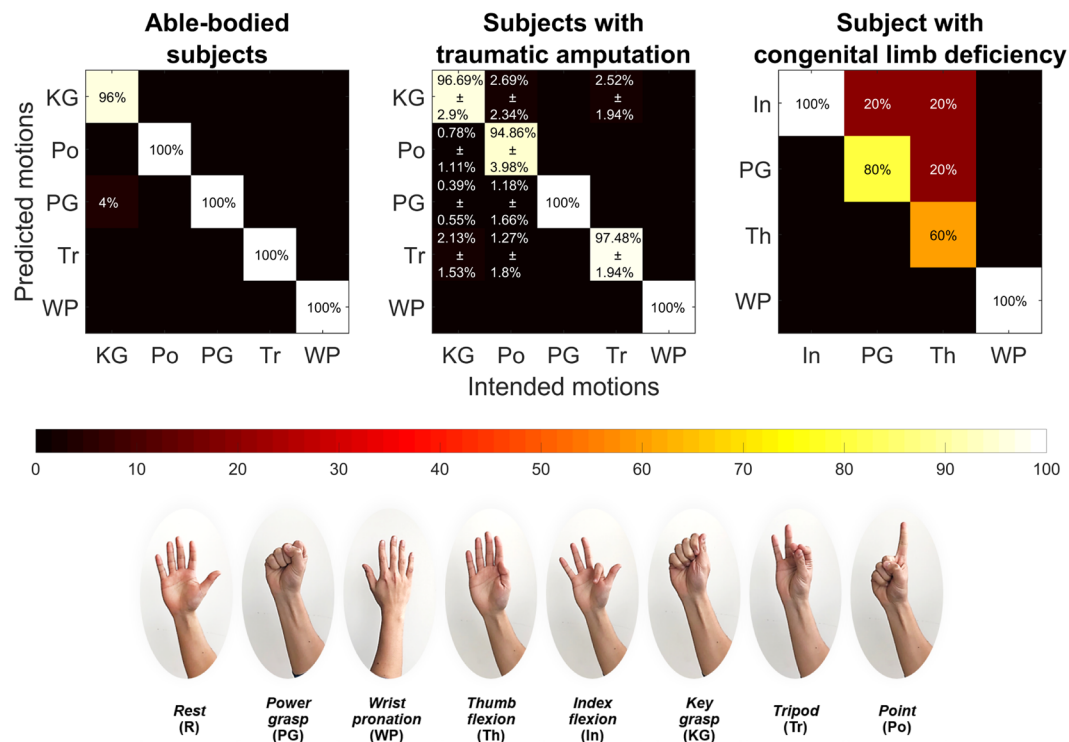 Able-bodied
subjects
Subjects with
traumatic amputation
Subject with
congenital limb deficiency
Predicted motions
KG
Po
PG
Tr
WP
96%
100%
4%
100%
100%
100%
KG Po PG Tr WP
KG
Po
PG
Tr
WP
96.69% 2.69% 2.52%
± ± ±
2.9% 2.34% 1.94%
0.78% 94.86%
± ±
1.11% 3.98%
0.39% 1.18%
± ± 100%
0.55% 1.66%
2.13% 1.27% 97.48%
± ± ±
1.53% 1.8% 1.94%
100%
KG Po PG Tr WP
Intended motions
In
PG
Th
WP
100% 20% 20%
80% 20%
60%
100%
In PG Th WP
0 10 20 30 40 50 60 70 80 90 100
Rest
(R)
Power
grasp
(PG)
Wrist
pronation
(WP)
Thumb
flexion
(Th)
Index
flexion
(In)
Key
grasp
(KG)
Tripod
(Tr)
Point
(Po)